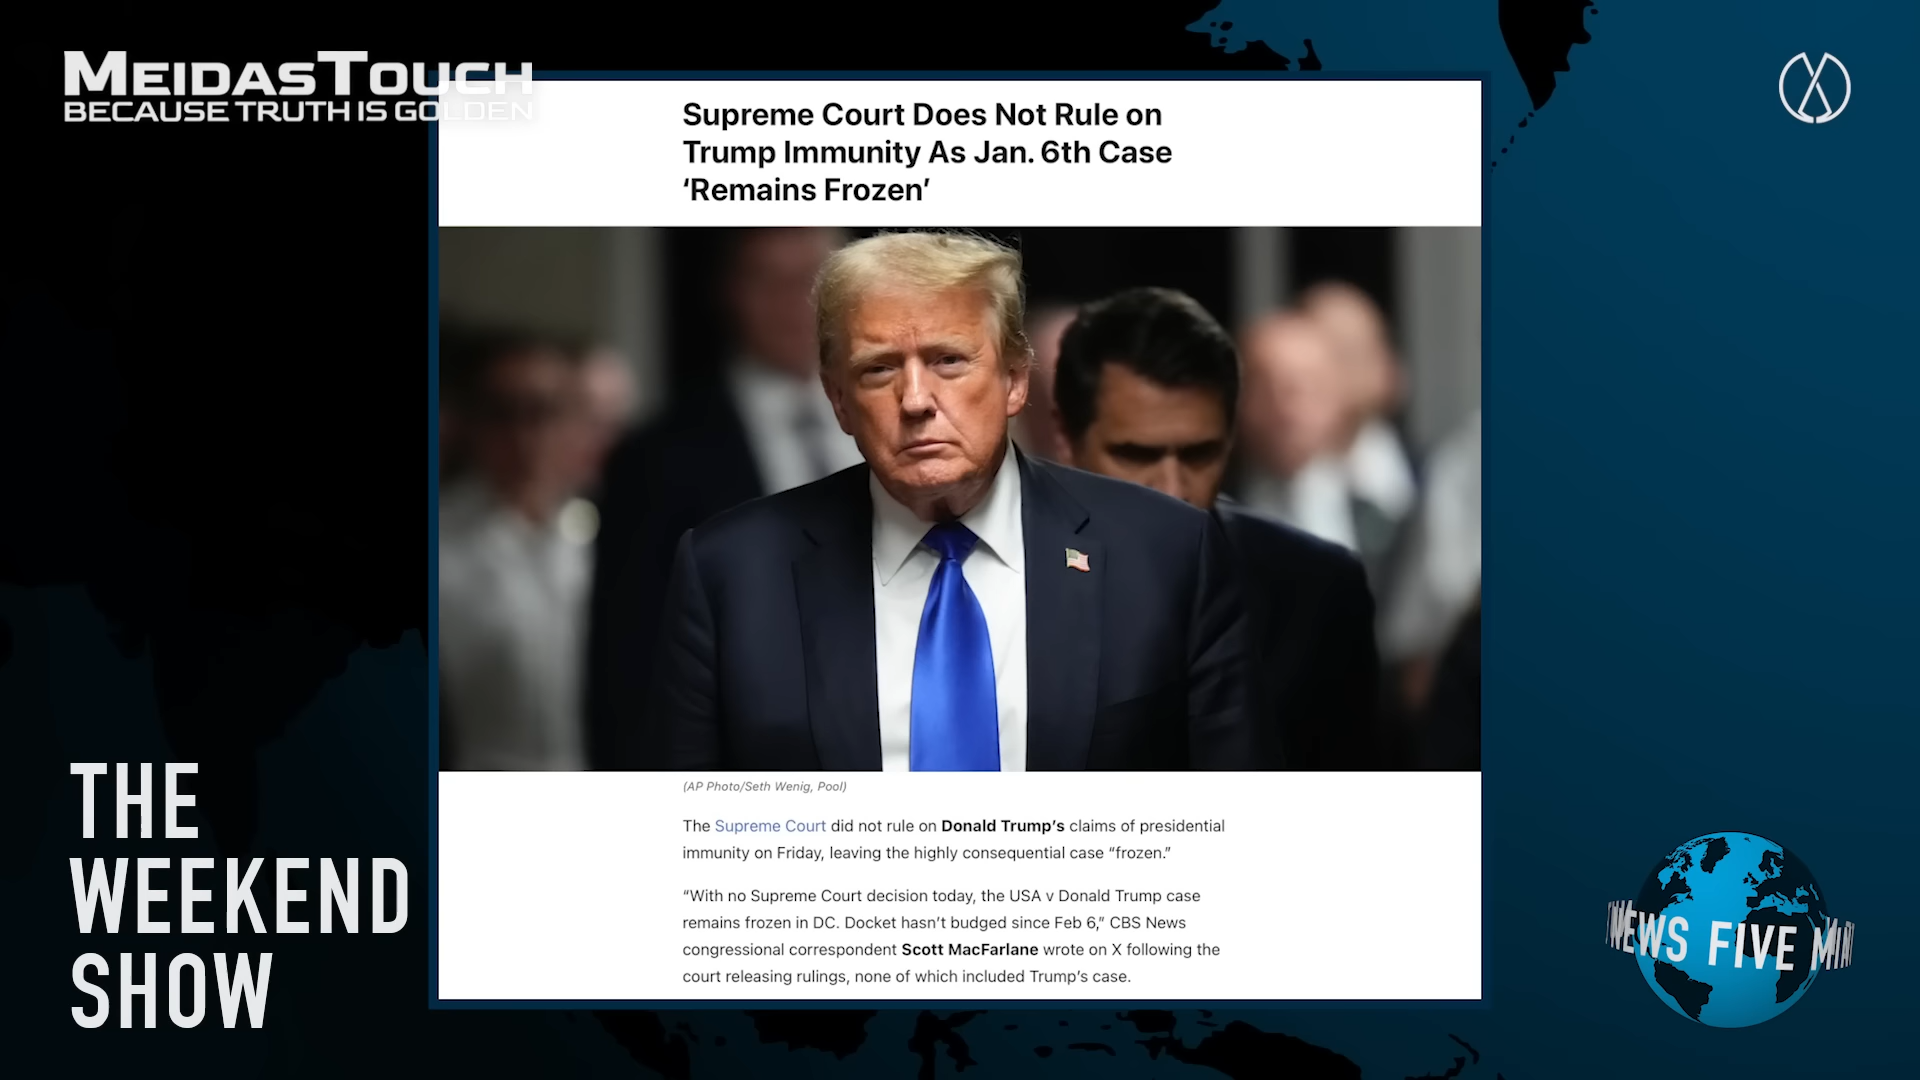 MEIDASTOUCH
BECAUSE TRUTH IS GOLDEN
Supreme Court Does Not Rule on
Trump Immunity As Jan. 6th Case
‘Remains Frozen’
(AP Photo/Seth Wenig, Pool)
The Supreme Court did not rule on Donald Trump’s claims of presidential
immunity on Friday, leaving the highly consequential case “frozen.”
“With no Supreme Court decision today, the USA v Donald Trump case
remains frozen in DC. Docket hasn’t budged since Feb 6,” CBS News
congressional correspondent Scott MacFarlane wrote on X following the
court releasing rulings, none of which included Trump’s case.
THE
WEEKEND
SHOW
NEWS FIVE MIN